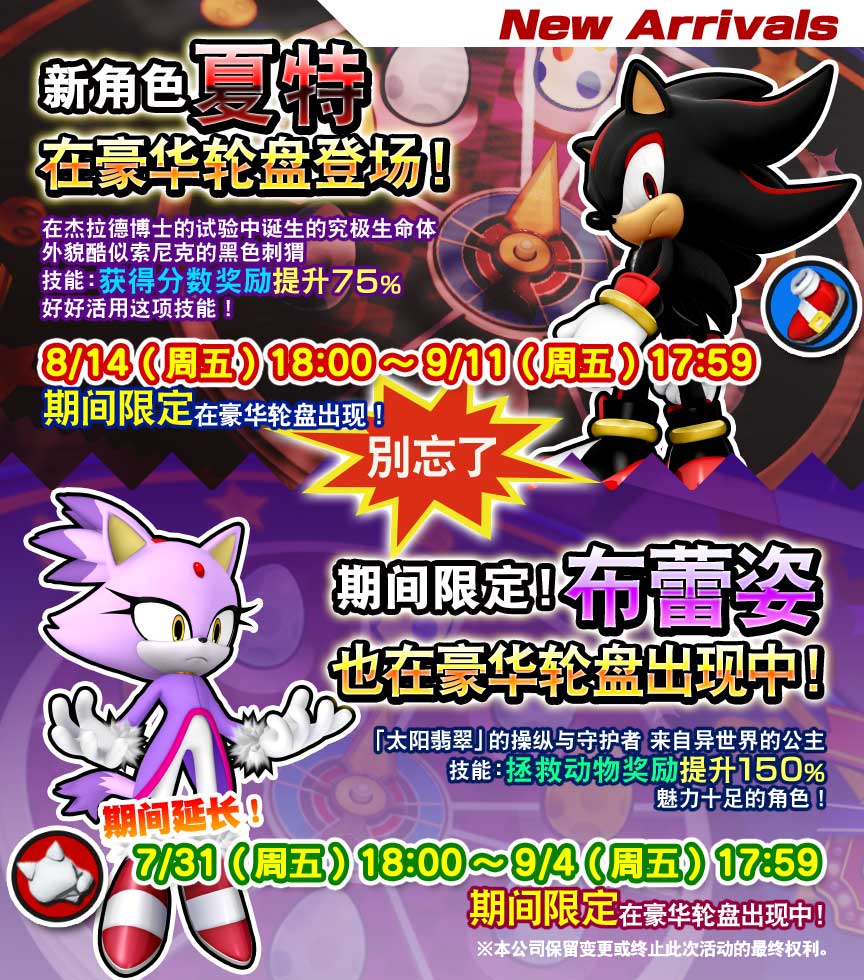 New Arrivals
新角色 夏特
在豪华轮盘登场！
在杰拉德博士的试验中诞生的究极生命体
外貌酷似索尼克的黑色刺猬
技能：获得分数奖励提升75%
好好活用这项技能！
8/14（周五）18:00～9/11（周五）17:59
期间限定在豪华轮盘出现！
別忘了
期间限定！布蕾姿
也在豪华轮盘出现中！
「太阳翡翠」的操纵与守护者 来自异世界的公主
技能：拯救动物奖励提升150%
魅力十足的角色！
期间延长！
7/31（周五）18:00～9/4（周五）17:59
期间限定在豪华轮盘出现中！
※本公司保留变更或终止此次活动的最终权利。